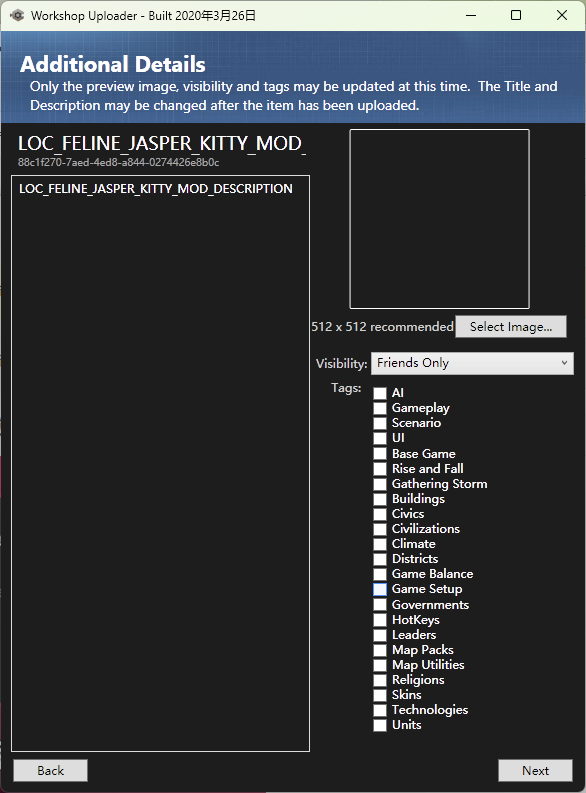 Workshop Uploader - Built 2020年3月26日
Additional Details
Only the preview image, visibility and tags may be updated at this time.  The Title and
Description may be changed after the item has been uploaded.
LOC_FELINE_JASPER_KITTY_MOD_
88c1f270-7aed-4ed8-a844-0274426e8b0c
LOC_FELINE_JASPER_KITTY_MOD_DESCRIPTION
512 x 512 recommended
Select Image...
Visibility:
Friends Only
Tags:
AI
Gameplay
Scenario
UI
Base Game
Rise and Fall
Gathering Storm
Buildings
Civics
Civilizations
Climate
Districts
Game Balance
Game Setup
Governments
HotKeys
Leaders
Map Packs
Map Utilities
Religions
Skins
Technologies
Units
Back
Next